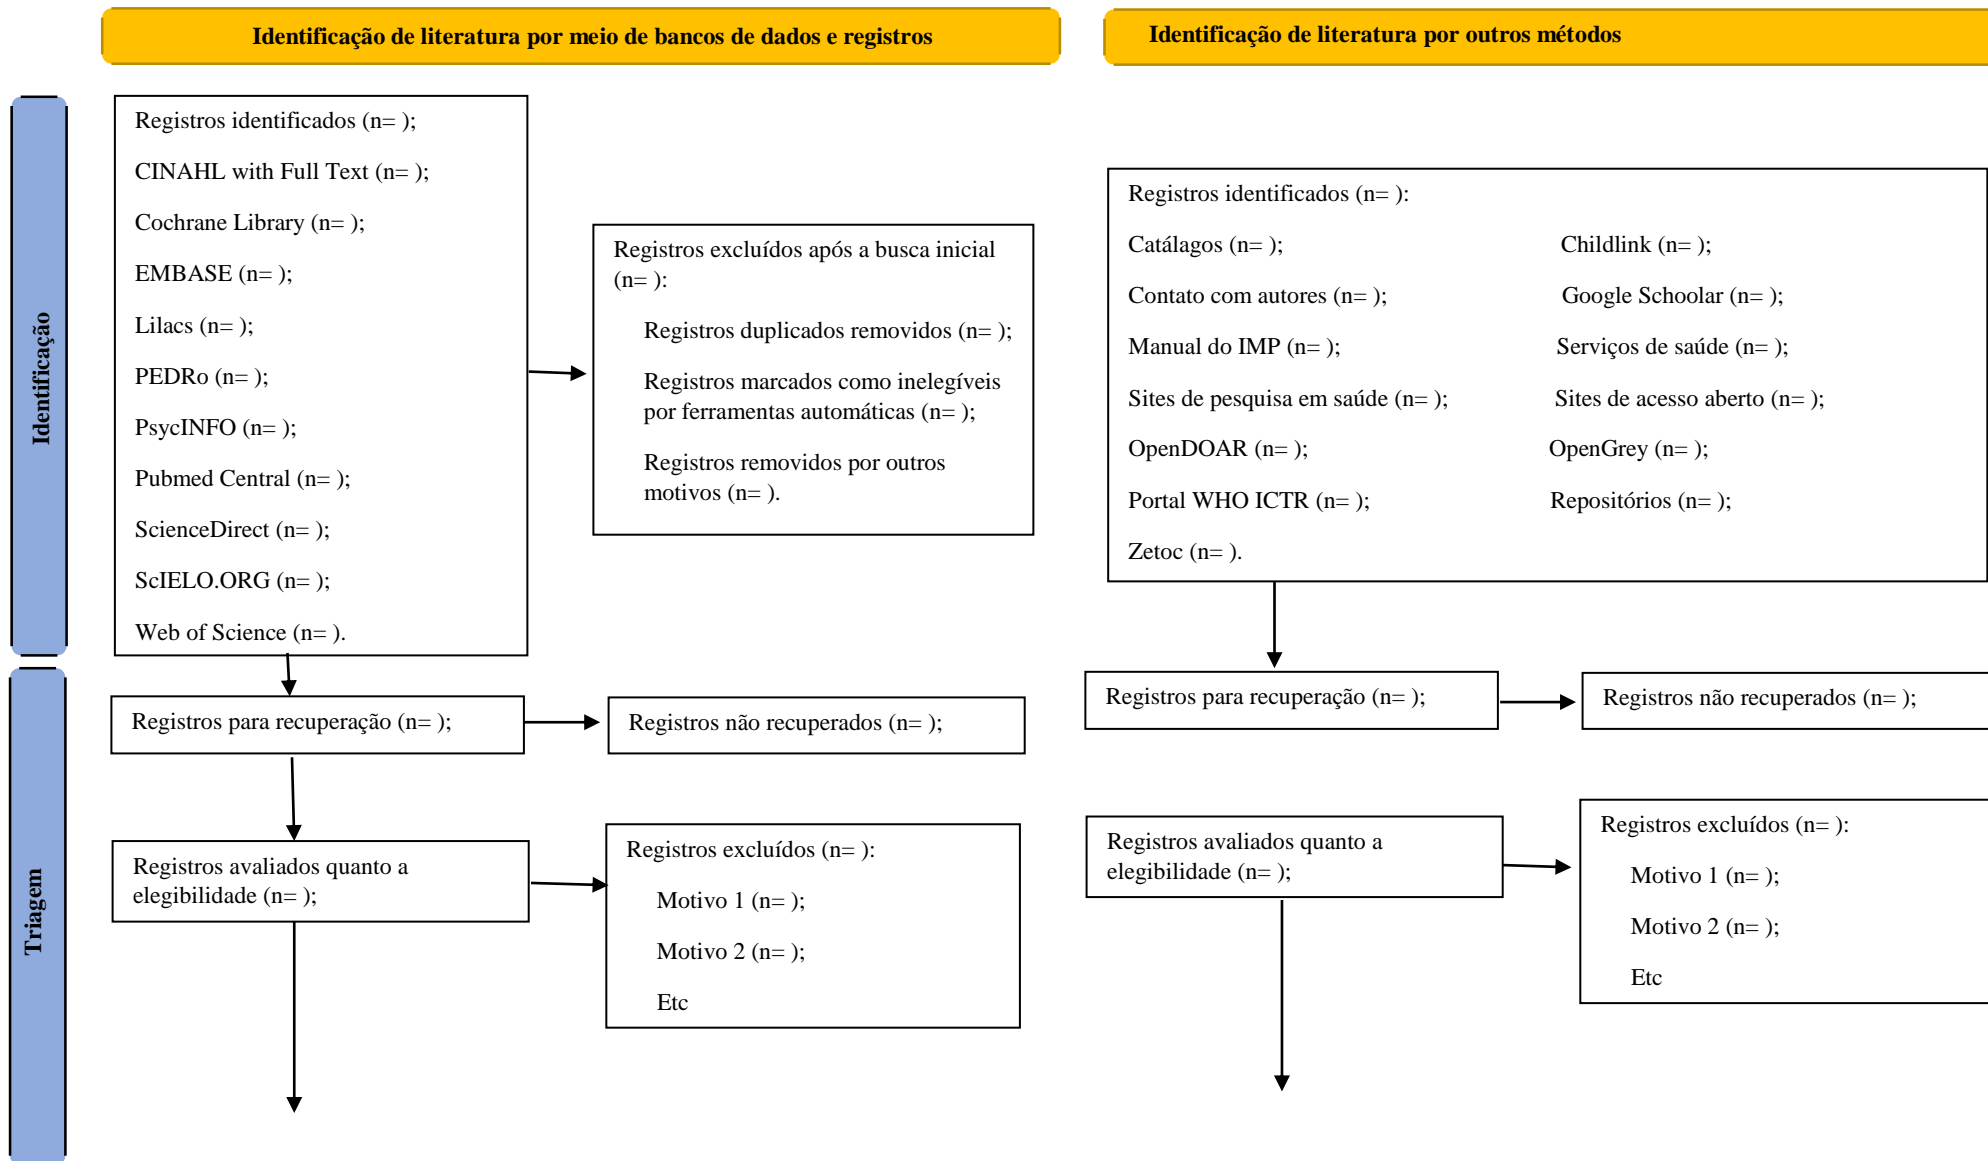 Identificação de literatura por meio de bancos de dados e registros
Identificação de literatura por outros métodos
Identificação
Registros identificados (n= );
CINAHL with Full Text (n= );
Cochrane Library (n= );
EMBASE (n= );
Lilacs (n= );
PEDRo (n= );
PsycINFO (n= );
Pubmed Central (n= );
ScienceDirect (n= );
ScIELO.ORG (n= );
Web of Science (n= ).
Registros excluídos após a busca inicial
(n= ):
Registros duplicados removidos (n= );
Registros marcados como inelegíveis
por ferramentas automáticas (n= );
Registros removidos por outros
motivos (n= ).
Registros identificados (n= ):
Catálagos (n= ); Childlink (n= );
Contato com autores (n= ); Google Schoolar (n= );
Manual do IMP (n= ); Serviços de saúde (n= );
Sites de pesquisa em saúde (n= ); Sites de acesso aberto (n= );
OpenDOAR (n= ); OpenGrey (n= );
Portal WHO ICTR (n= ); Repositórios (n= );
Zetoc (n= ).
Triagem
Registros para recuperação (n= );
Registros não recuperados (n= );
Registros avaliados quanto a
elegibilidade (n= );
Registros excluídos (n= ):
Motivo 1 (n= );
Motivo 2 (n= );
Etc
Registros para recuperação (n= );
Registros não recuperados (n= );
Registros avaliados quanto a
elegibilidade (n= );
Registros excluídos (n= ):
Motivo 1 (n= );
Motivo 2 (n= );
Etc